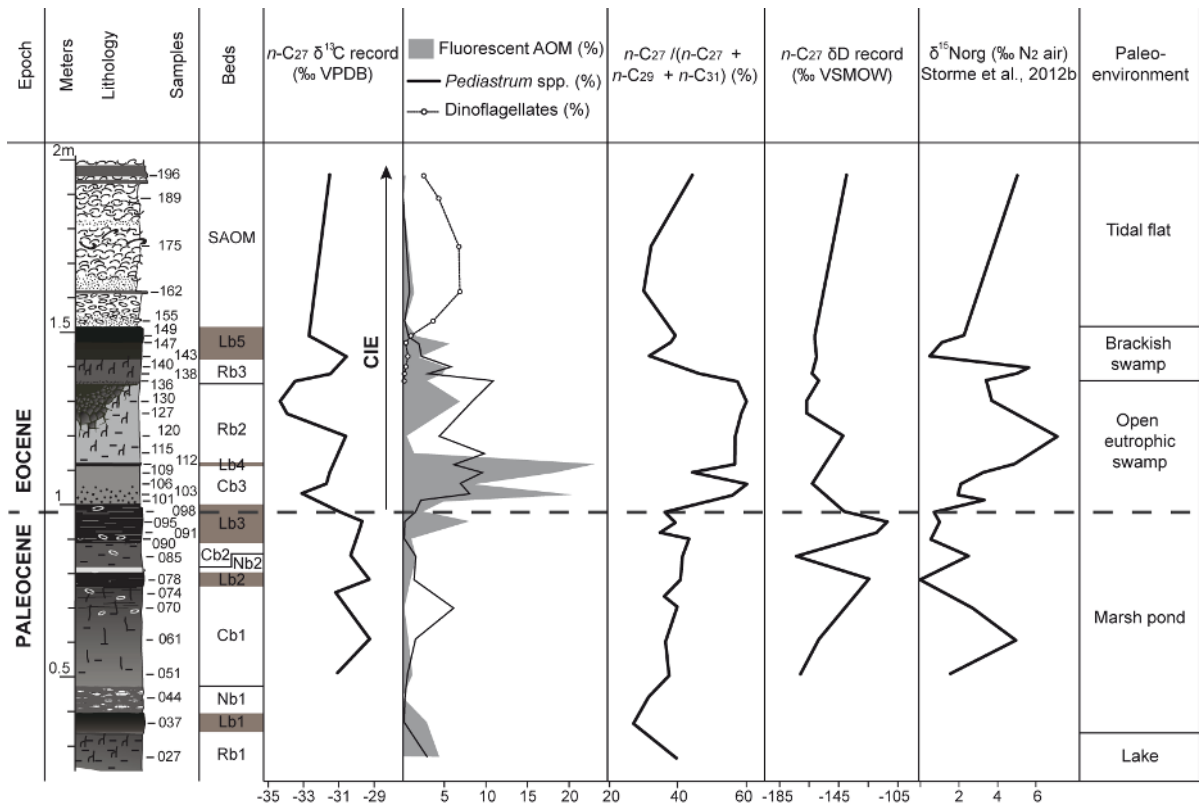 Epoch
Meters
Lithology
Samples
Beds
n-C27 δ13C record
(‰ VPDB)
Fluorescent AOM (%)
Pediastrum spp. (%)
Dinoflagellates (%)
n-C27 /(n-C27 +
n-C29 + n-C31) (%)
n-C27 δD record
(‰ VSMOW)
δ15Norg (‰ N2 air)
Storme et al., 2012b
Paleo-
environment
EOCENE
PALEOCENE
2m
1.5
1
0.5
196
189
175
162
155
149
147
143
140
138
136
130
127
120
115
112
109
106
103
101
098
095
091
090
085
078
074
070
061
051
044
037
027
SAOM
Lb5
Rb3
Rb2
Lb4
Cb3
Lb3
Cb2
Nb2
Lb2
Cb1
Nb1
Lb1
Rb1
CIE
Tidal flat
Brackish
swamp
Open
eutrophic
swamp
Marsh pond
Lake
-35 -33 -31 -29
5 10 20
0 20 40 60
-185 -145 -105
0 2 4 6